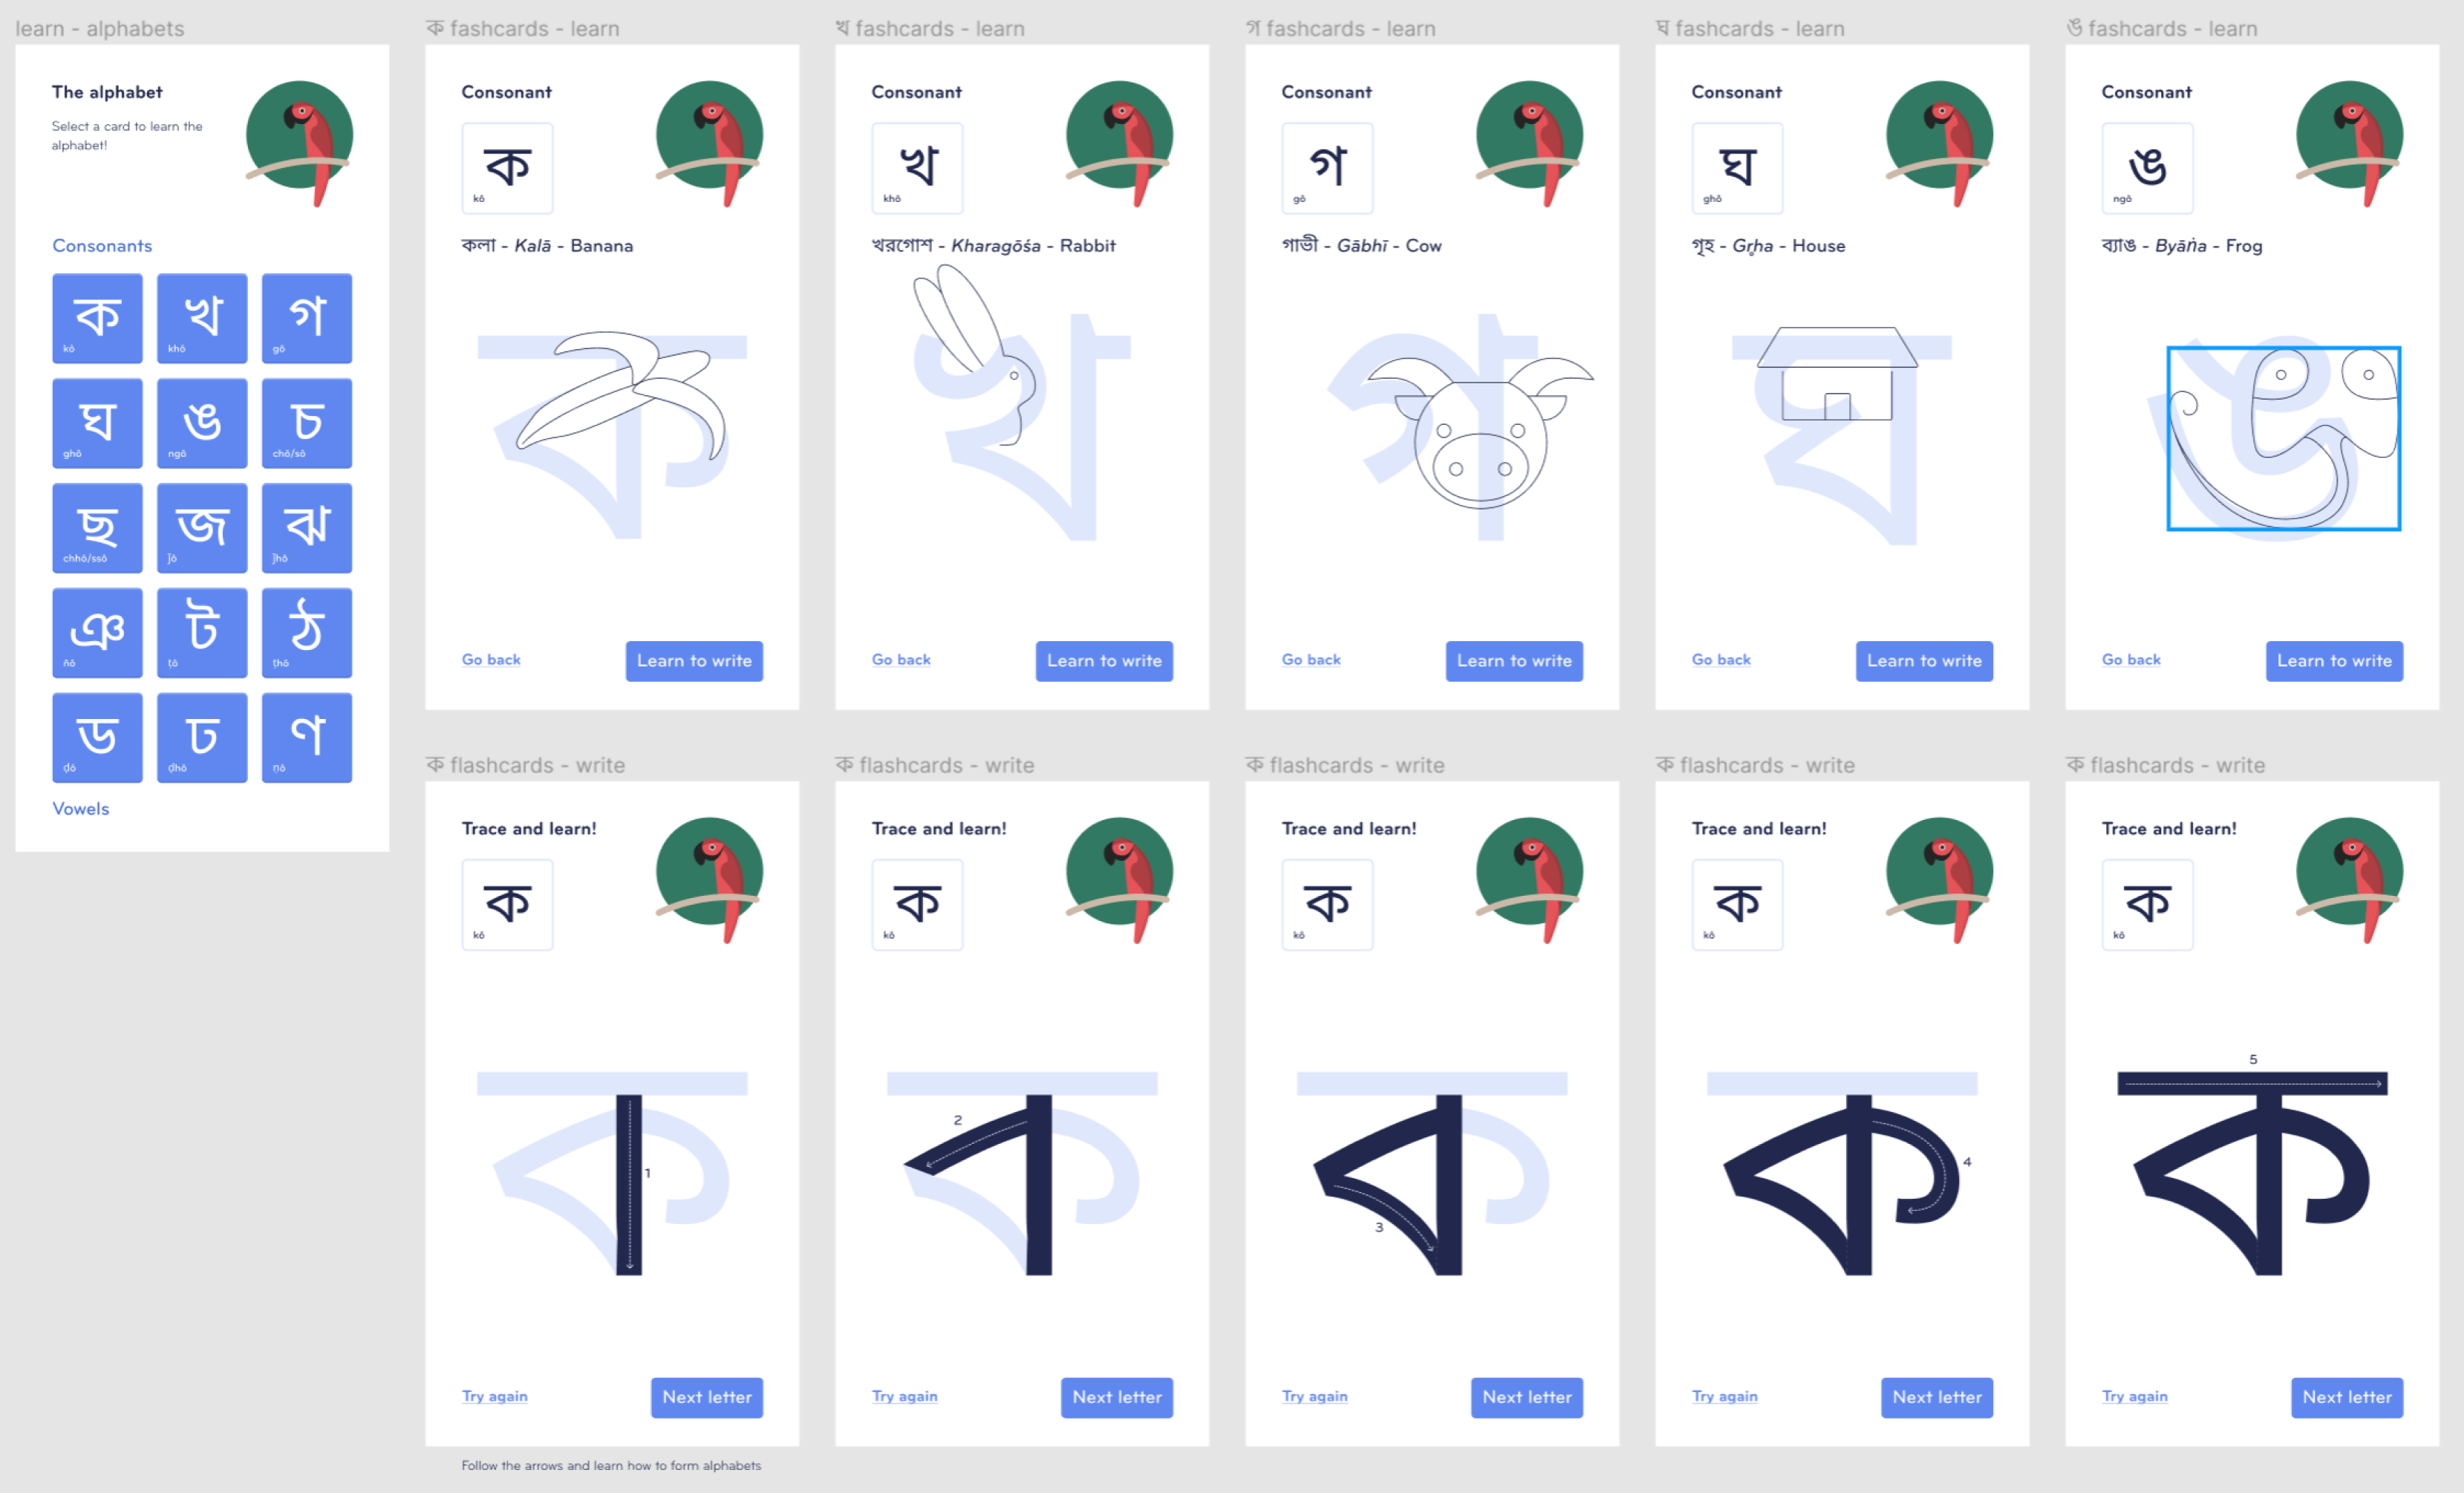 learn - alphabets
The alphabet
Select a card to learn the
alphabet!
Consonants
ক
kô
খ
khô
গ
gô
ঘ
ghô
ঙ
ngô
চ
chô/sô
ছ
chhô/ssô
জ
ĵô
ঝ
ĵhô
ঞ
ñô
ট
ţô
ঠ
ţhô
ড
ḍô
ঢ
ḍhô
ণ
ṇô
Vowels
ক fashcards - learn
Consonant
ক
kô
কলা - Kalā - Banana
ক
Go back
Learn to write
খ fashcards - learn
Consonant
খ
khô
খরগোশ - Kharagōśa - Rabbit
খ
Go back
Learn to write
গ fashcards - learn
Consonant
গ
gô
গাভী - Gābhī - Cow
গ
Go back
Learn to write
ঘ fashcards - learn
Consonant
ঘ
ghô
গৃহ - Gr̥ha - House
ঘ
Go back
Learn to write
ঙ fashcards - learn
Consonant
ঙ
ngô
ব্যাঙ - Byāṅa - Frog
ঙ
Go back
Learn to write
ক flashcards - write
Trace and learn!
ক
kô
ক
1
Try again
Next letter
Follow the arrows and learn how to form alphabets
ক flashcards - write
Trace and learn!
ক
kô
ক
2
Try again
Next letter
ক flashcards - write
Trace and learn!
ক
kô
ক
3
Try again
Next letter
ক flashcards - write
Trace and learn!
ক
kô
ক
4
Try again
Next letter
ক flashcards - write
Trace and learn!
ক
kô
5
ক
Try again
Next letter